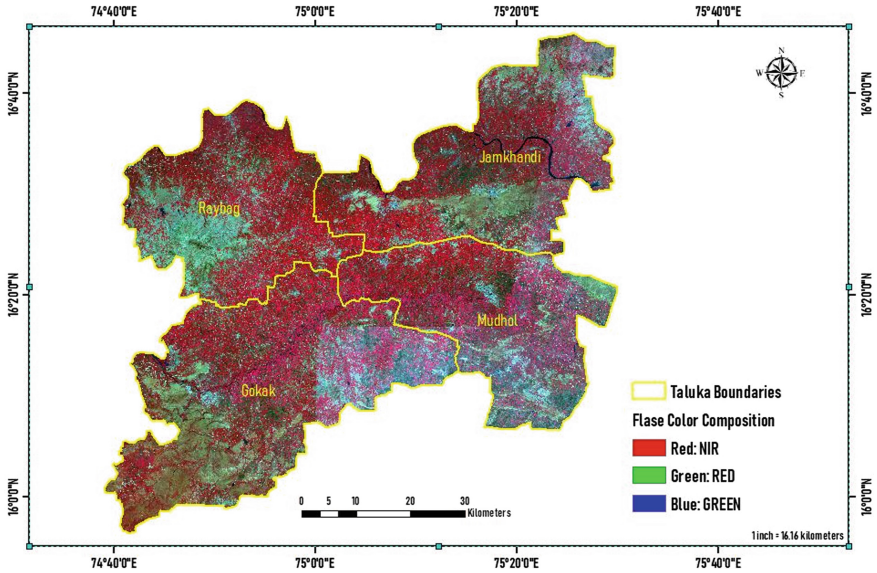 74°40'0"E 75°0'0"E 75°20'0"E 75°40'0"E
16°40'0"N 16°40'0"N
N
W E
S
Jamkhandi
Raybag
16°20'0"N 16°20'0"N
Mudhol
Gokak
Taluka Boundaries
Flase Color Composition
Red: NIR
Green: RED
Blue: GREEN
16°0'0"N 16°0'0"N
0 5 10 20 30
Kilometers
1 inch = 16.16 kilometers
74°40'0"E 75°0'0"E 75°20'0"E 75°40'0"E